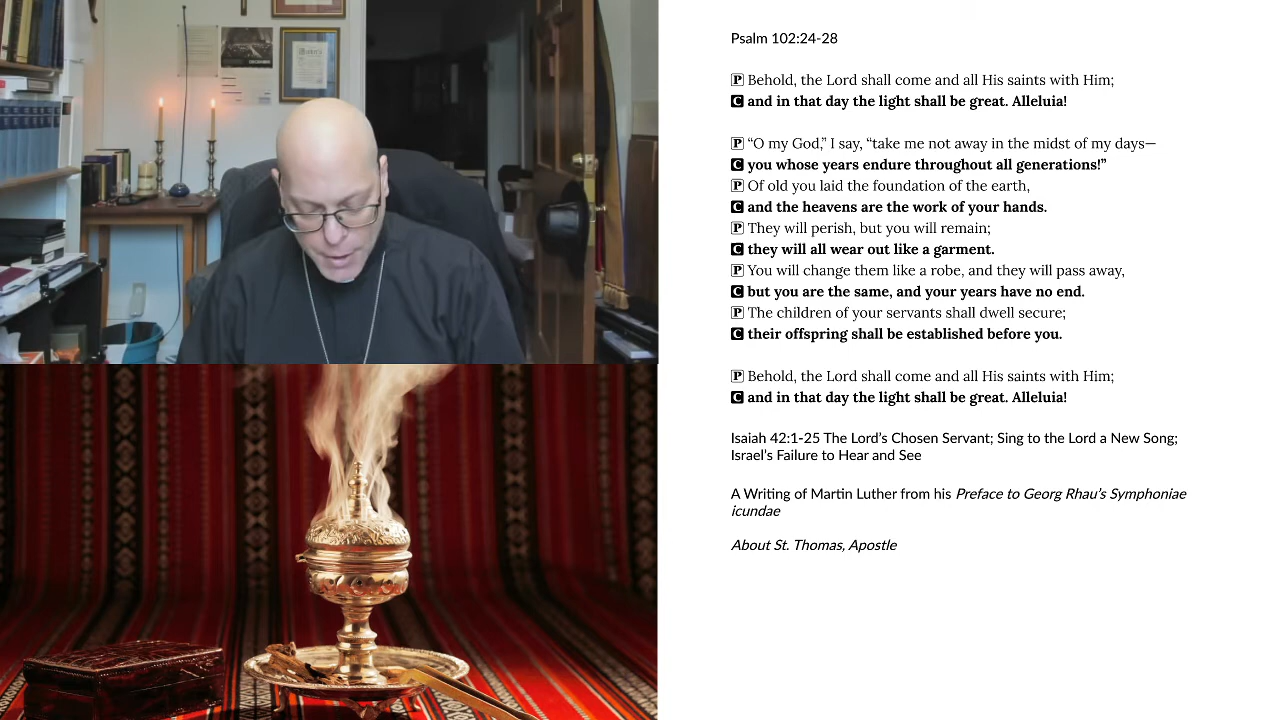 Psalm 102:24-28
🄿 Behold, the Lord shall come and all His saints with Him;
🅲 and in that day the light shall be great. Alleluia!
🄿 “O my God,” I say, “take me not away in the midst of my days—
🅲 you whose years endure throughout all generations!”
🄿 Of old you laid the foundation of the earth,
🅲 and the heavens are the work of your hands.
🄿 They will perish, but you will remain;
🅲 they will all wear out like a garment.
🄿 You will change them like a robe, and they will pass away,
🅲 but you are the same, and your years have no end.
🄿 The children of your servants shall dwell secure;
🅲 their offspring shall be established before you.
🄿 Behold, the Lord shall come and all His saints with Him;
🅲 and in that day the light shall be great. Alleluia!
Isaiah 42:1-25 The Lord’s Chosen Servant; Sing to the Lord a New Song;
Israel’s Failure to Hear and See
A Writing of Martin Luther from his Preface to Georg Rhau’s Symphoniae
icundae
About St. Thomas, Apostle